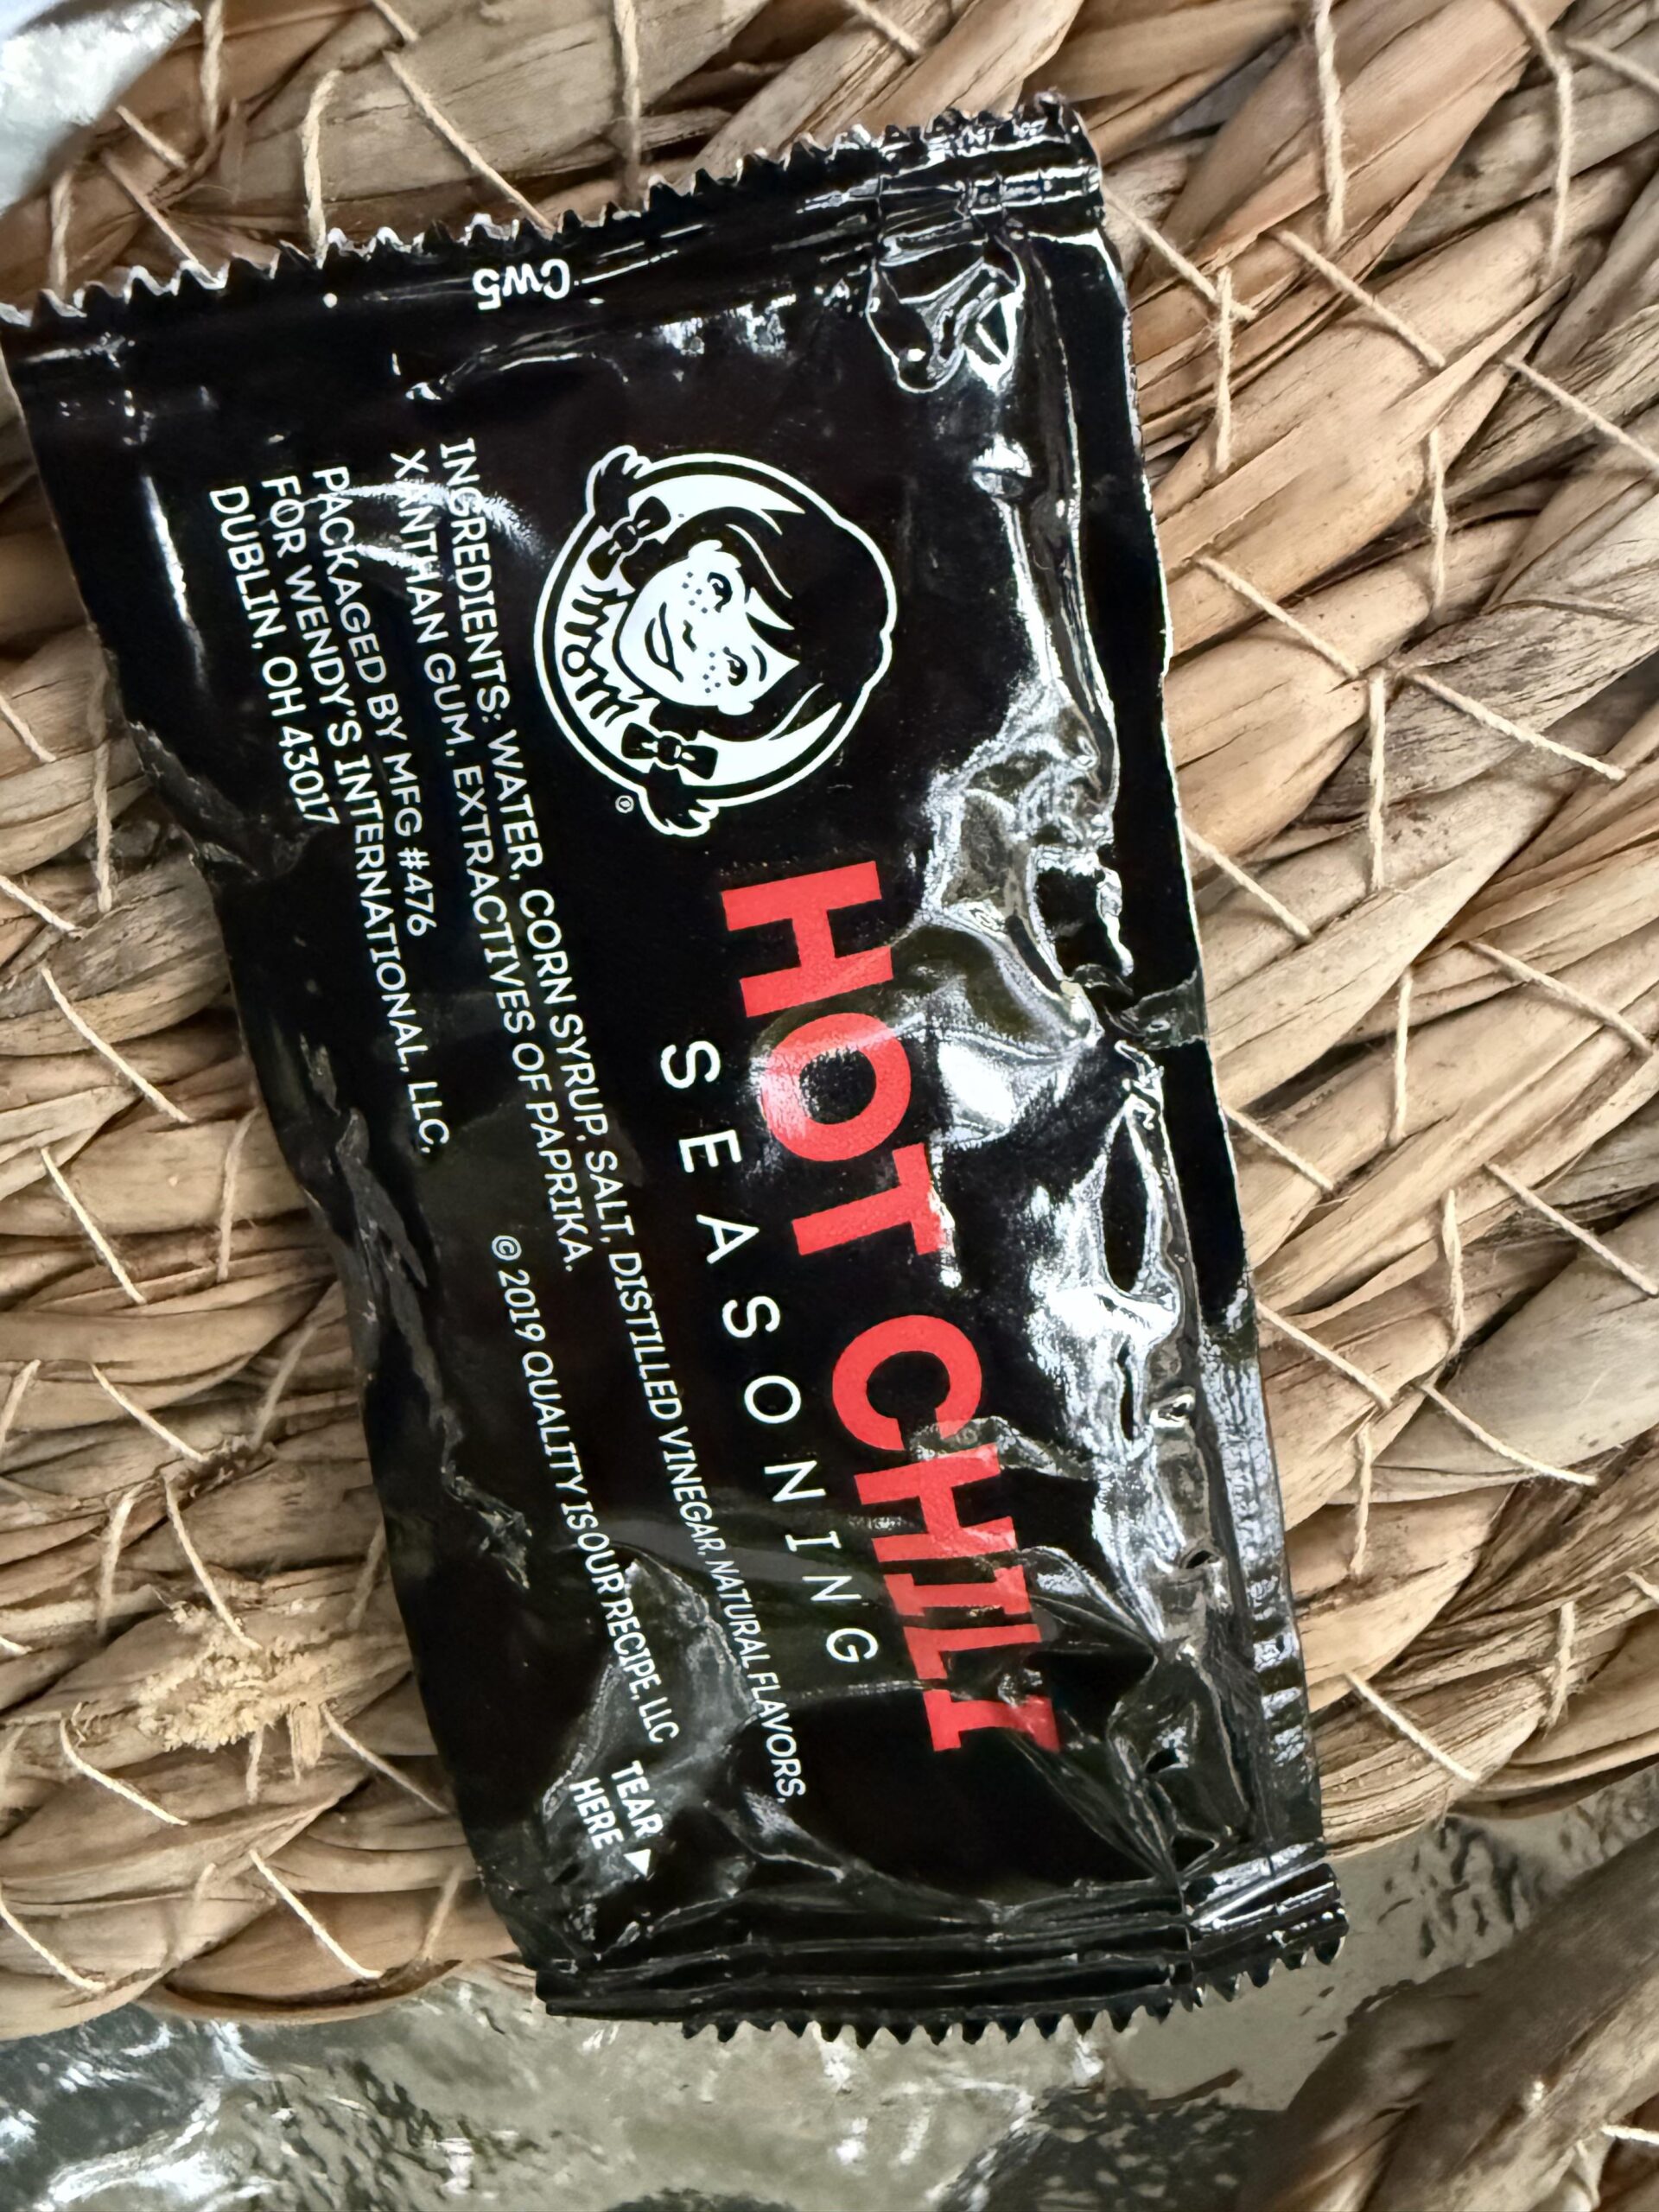 CW5
HOT CHILI
SEASONING
INGREDIENTS: WATER, CORN SYRUP, SALT, DISTILLED VINEGAR, NATURAL FLAVORS,
XANTHAN GUM, EXTRACTIVES OF PAPRIKA.
PACKAGED BY MFG #476
FOR WENDY'S INTERNATIONAL, LLC,
DUBLIN, OH 43017
© 2019 QUALITY IS OUR RECIPE, LLC
TEAR
HERE